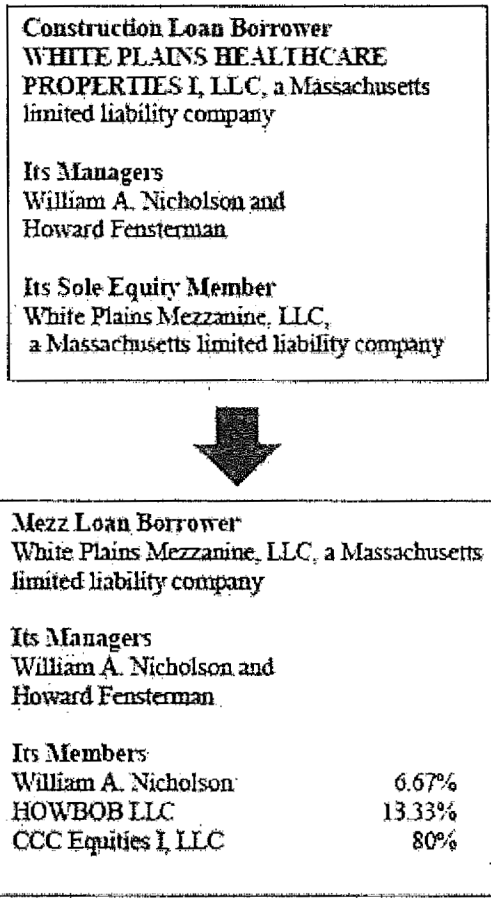 Construction Loan Borrower
WHITE PLAINS HEALTHCARE
PROPERTIES I, LLC, a Massachusetts
limited liability company
Its Managers
William A. Nicholson and
Howard Fensterman
Its Sole Equity Member
White Plains Mezzanine, LLC,
a Massachusetts limited liability company
Mezz Loan Borrower
White Plains Mezzanine, LLC, a Massachusetts
limited liability company
Its Managers
William A. Nicholson and
Howard Fensterman
Its Members
William A. Nicholson 6.67%
HOWBOB LLC 13.33%
CCC Equities I, LLC 80%